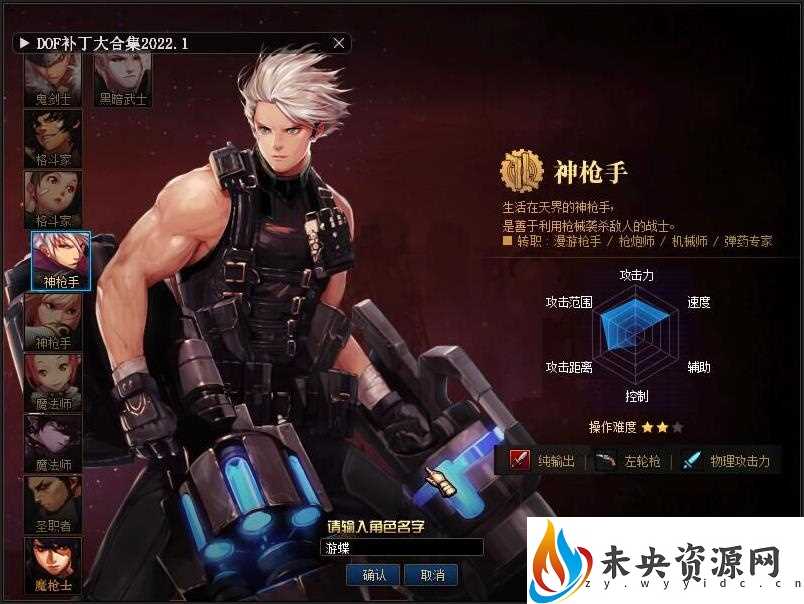 DOF补丁大合集2022.1
鬼剑士
黑暗武士
格斗家
格斗家
神枪手
神枪手
魔法师
魔法师
圣职者
魔枪士
神枪手
生活在天界的神枪手，
是善于利用枪械袭杀敌人的战士。
转职：漫游枪手 / 枪炮师 / 机械师 / 弹药专家
攻击力
攻击范围
速度
攻击距离
辅助
控制
操作难度
纯输出
左轮枪
物理攻击力
请输入角色名字
游蝶
确认
取消
未央资源网
zy.wyyidc.cn